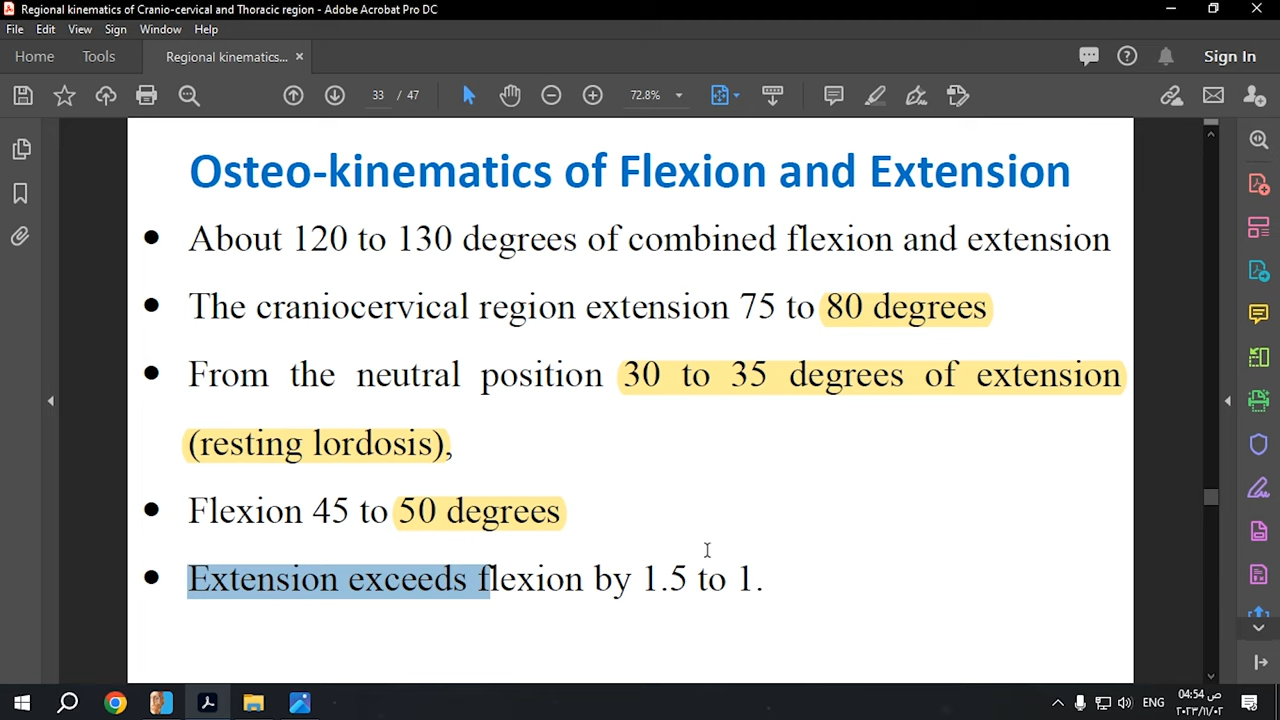 Regional kinematics of Cranio-cervical and Thoracic region - Adobe Acrobat Pro DC
File Edit View Sign Window Help
Home Tools Regional kinematics... × Sign In
33 / 47 72.8%
Osteo-kinematics of Flexion and Extension
• About 120 to 130 degrees of combined flexion and extension
• The craniocervical region extension 75 to 80 degrees
• From the neutral position 30 to 35 degrees of extension
(resting lordosis),
• Flexion 45 to 50 degrees
• Extension exceeds flexion by 1.5 to 1.
ENG 04:54 ص
٢٠٢٣/١١/٠٢